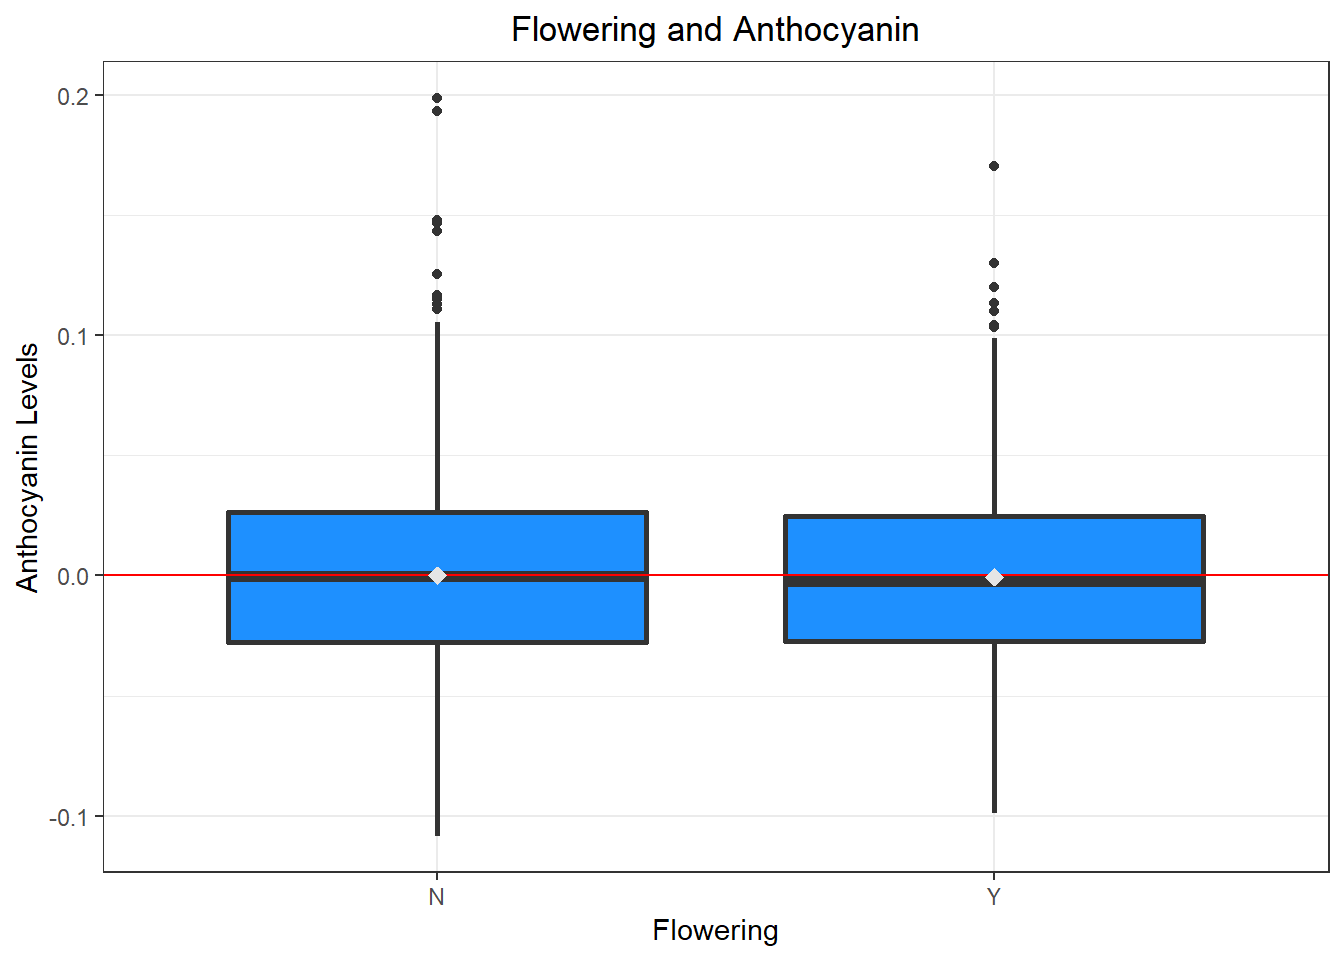 Flowering and Anthocyanin
Anthocyanin Levels
0.2
0.1
0.0
-0.1
N
Y
Flowering